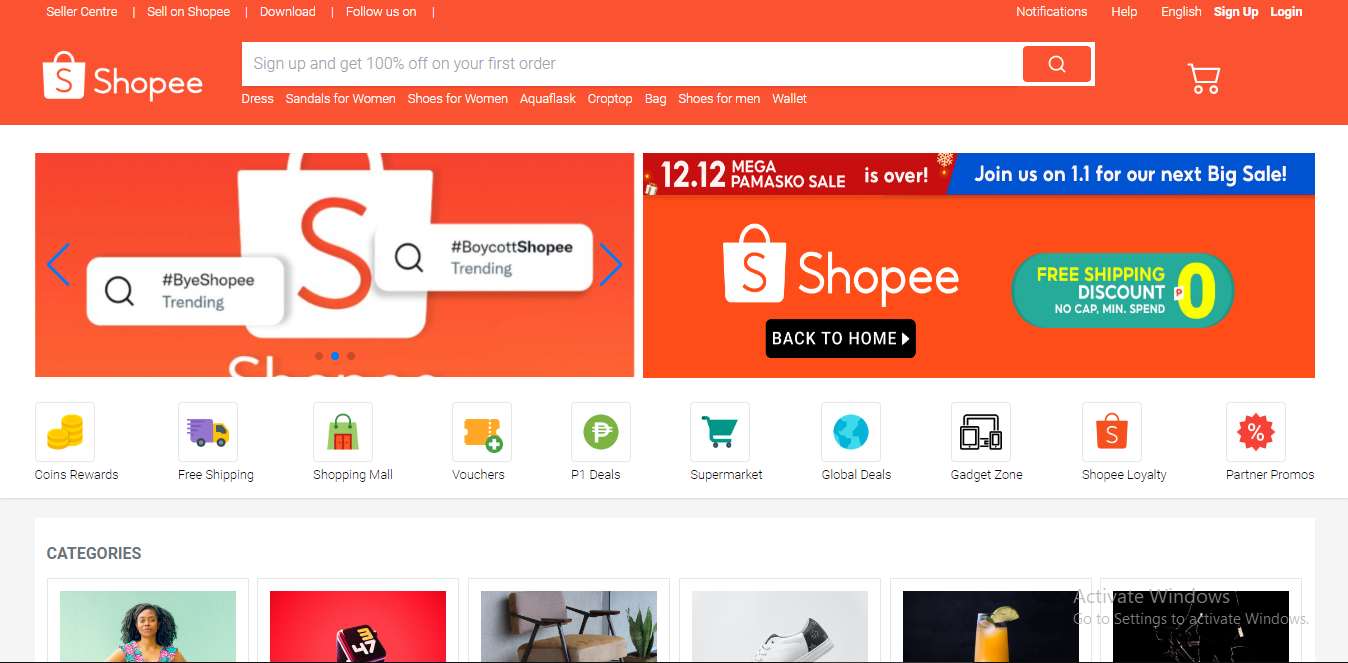 Seller Centre | Sell on Shopee | Download | Follow us on |
Notifications Help English Sign Up Login
S Shopee
Sign up and get 100% off on your first order
Dress Sandals for Women Shoes for Women Aquaflask Croptop Bag Shoes for men Wallet
S
#BoycottShopee
Trending
#ByeShopee
Trending
Shopee
12.12 MEGA PAMASKO SALE is over!
Join us on 1.1 for our next Big Sale!
S Shopee
BACK TO HOME
FREE SHIPPING
DISCOUNT
NO CAP, MIN. SPEND
P0
Coins Rewards
Free Shipping
Shopping Mall
Vouchers
P1 Deals
Supermarket
Global Deals
Gadget Zone
S
Shopee Loyalty
%
Partner Promos
CATEGORIES
3
47
Activate Windows
Go to Settings to activate Windows.